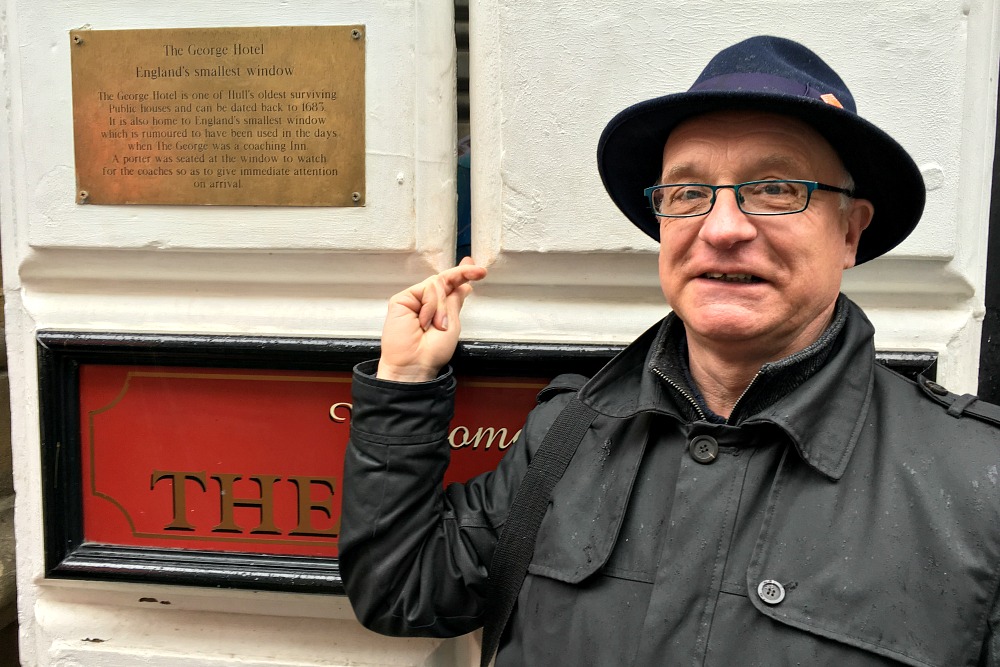 The George Hotel
England's smallest window
The George Hotel is one of Hull's oldest surviving
Public houses and can be dated back to 1683.
It is also home to England's smallest window
which is rumoured to have been used in the days
when The George was a coaching Inn.
A porter was seated at the window to watch
for the coaches so as to give immediate attention
on arrival.
ome
THE